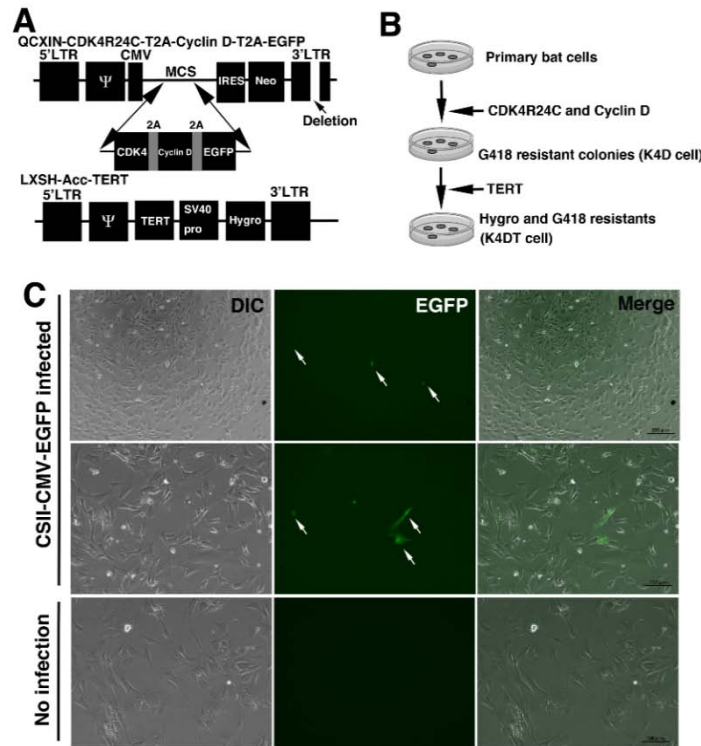 A
QCXIN-CDK4R24C-T2A-Cyclin D-T2A-EGFP
5'LTR CMV 3'LTR
MCS
Ψ IRES Neo
Deletion
2A 2A
CDK4 Cyclin D EGFP
LXSH-Acc-TERT
5'LTR 3'LTR
Ψ TERT SV40 pro Hygro
B
Primary bat cells
CDK4R24C and Cyclin D
G418 resistant colonies (K4D cell)
TERT
Hygro and G418 resistants
(K4DT cell)
C
DIC EGFP Merge
CSII-CMV-EGFP infected
No infection